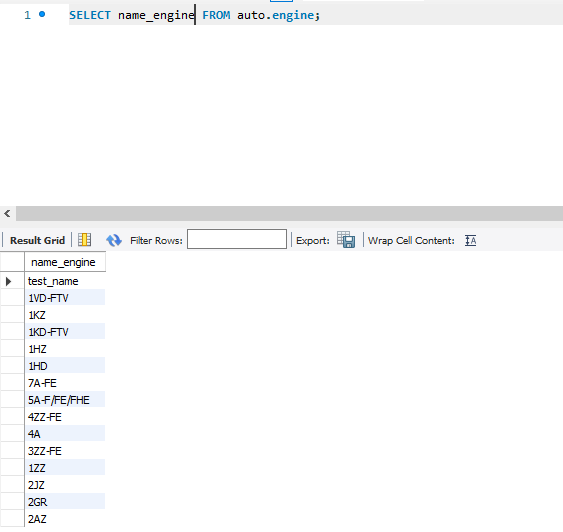 1 SELECT name_engine FROM auto.engine;
Result Grid Filter Rows: Export: Wrap Cell Content: IA
name_engine
test_name
1VD-FTV
1KZ
1KD-FTV
1HZ
1HD
7A-FE
5A-F/FE/FHE
4ZZ-FE
4A
3ZZ-FE
1ZZ
2JZ
2GR
2AZ